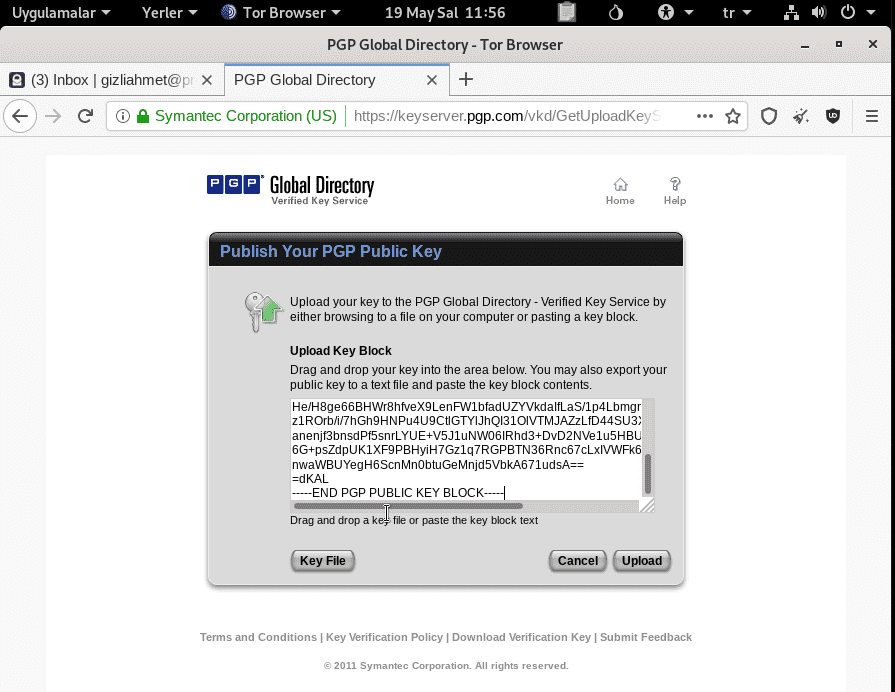 Uygulamalar Yerler Tor Browser 19 May Sal 11:56 tr
PGP Global Directory - Tor Browser
(3) Inbox | gizliahmet@pr PGP Global Directory
Symantec Corporation (US) https://keyserver.pgp.com/vkd/GetUploadKeyS
PGP Global Directory
Verified Key Service
Home Help
Publish Your PGP Public Key
Upload your key to the PGP Global Directory - Verified Key Service by
either browsing to a file on your computer or pasting a key block.
Upload Key Block
Drag and drop your key into the area below. You may also export your
public key to a text file and paste the key block contents.
He/H8ge66BHWr8hfveX9LenFW1bfadUZYVkdaIfLaS/1p4Lbmgr
z1ROrb/i/7hGh9HNPu4U9CtlGTYlJhQI31OlVTMJAZzLfD44SU3X
anenjf3bnsdPf5snrLYUE+V5J1uNW06IRhd3+DvD2NVe1u5HBU
6G+psZdpUK1XF9PBHyiH7Gz1q7RGPBTN36Rnc67cLxIVWFk6
nwaWBUYegH6ScnMn0btuGeMnjd5VbkA671udsA==
=dKAL
-----END PGP PUBLIC KEY BLOCK-----
Drag and drop a key file or paste the key block text
Key File Cancel Upload
Terms and Conditions | Key Verification Policy | Download Verification Key | Submit Feedback
© 2011 Symantec Corporation. All rights reserved.